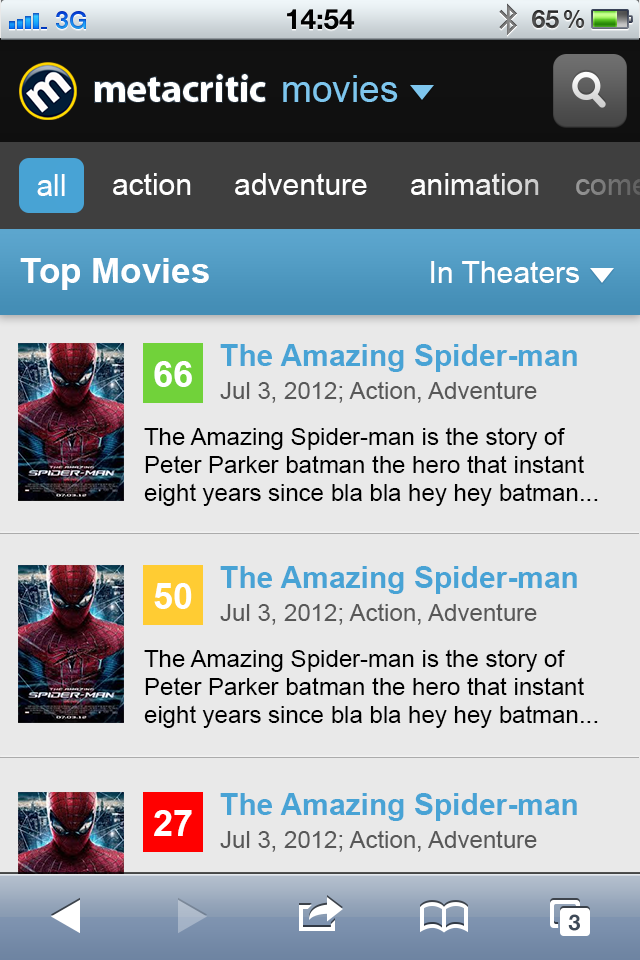 3G 14:54 65 %
m metacritic movies
all action adventure animation come
Top Movies In Theaters
66 The Amazing Spider-man
Jul 3, 2012; Action, Adventure
The Amazing Spider-man is the story of
Peter Parker batman the hero that instant
eight years since bla bla hey hey batman...
THE AMAZING
SPIDER-MAN
07.03.12
50 The Amazing Spider-man
Jul 3, 2012; Action, Adventure
The Amazing Spider-man is the story of
Peter Parker batman the hero that instant
eight years since bla bla hey hey batman...
THE AMAZING
SPIDER-MAN
07.03.12
27 The Amazing Spider-man
Jul 3, 2012; Action, Adventure
3